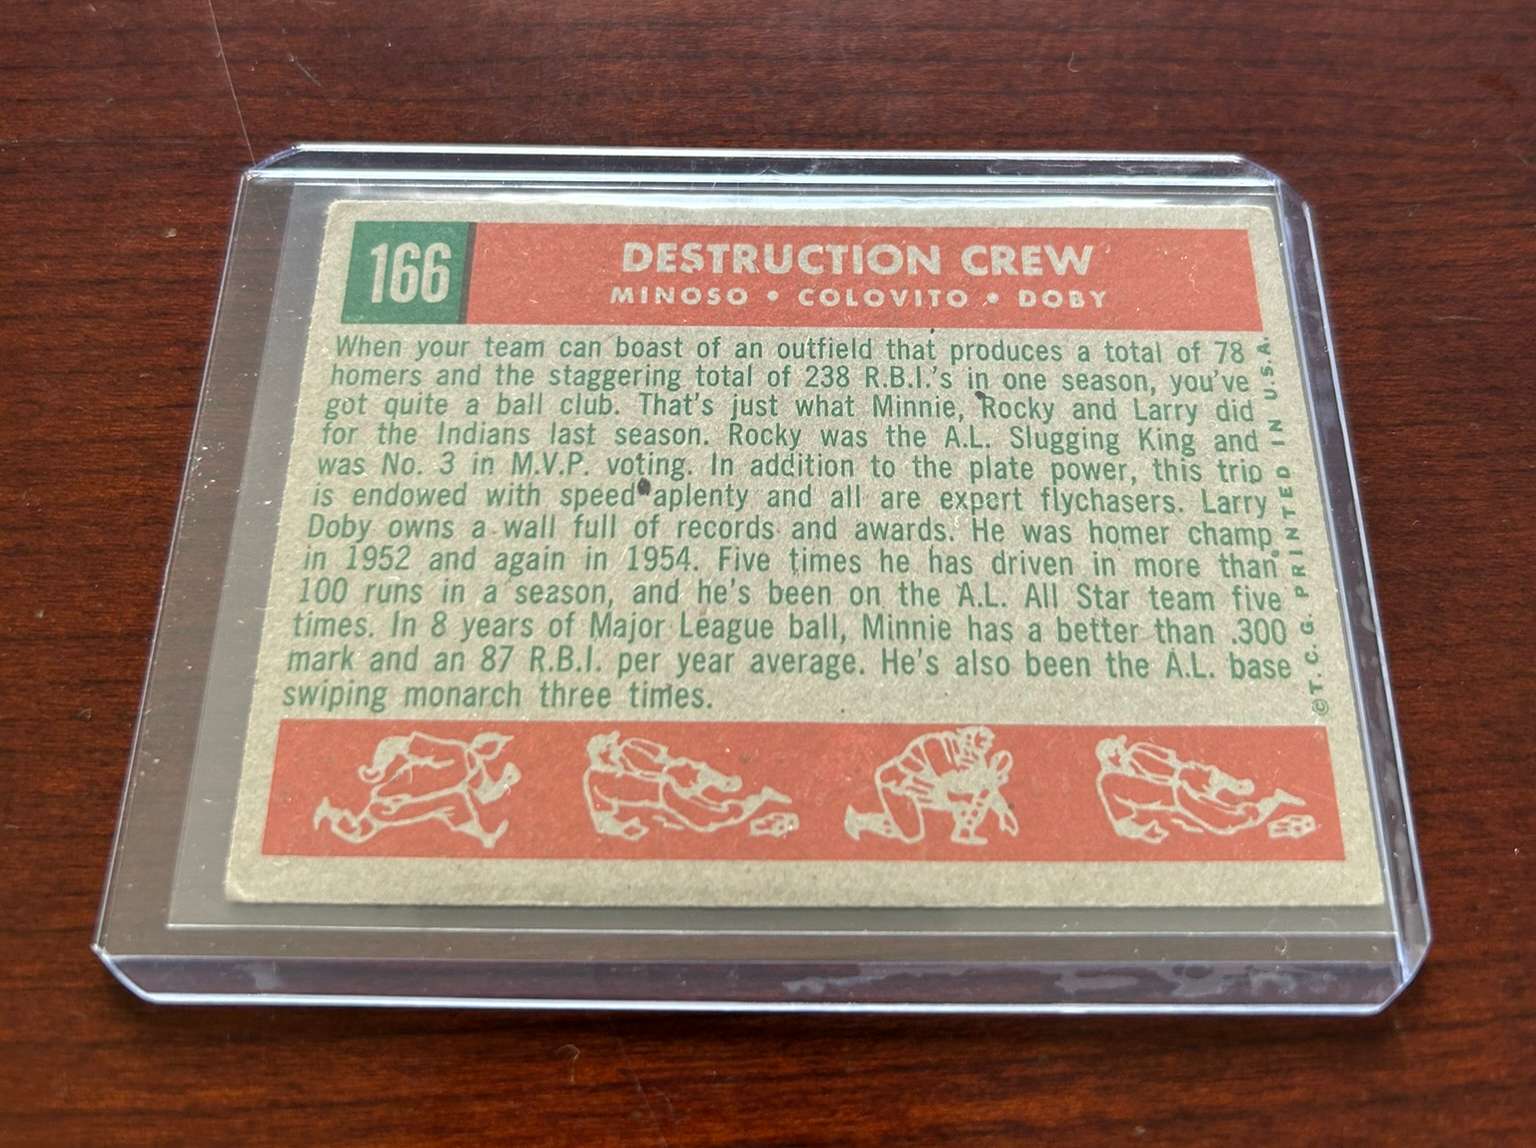 166
DESTRUCTION CREW
MINOSO • COLOVITO • DOBY
When your team can boast of an outfield that produces a total of 78
homers and the staggering total of 238 R.B.I.'s in one season, you've
got quite a ball club. That's just what Minnie, Rocky and Larry did
for the Indians last season. Rocky was the A.L. Slugging King and
was No. 3 in M.V.P. voting. In addition to the plate power, this trio
is endowed with speed aplenty and all are expert flychasers. Larry
Doby owns a wall full of records and awards. He was homer champ
in 1952 and again in 1954. Five times he has driven in more than
100 runs in a season, and he's been on the A.L. All Star team five
times. In 8 years of Major League ball, Minnie has a better than .300
mark and an 87 R.B.I. per year average. He's also been the A.L. base
swiping monarch three times.
©T.C.G. PRINTED IN U.S.A.